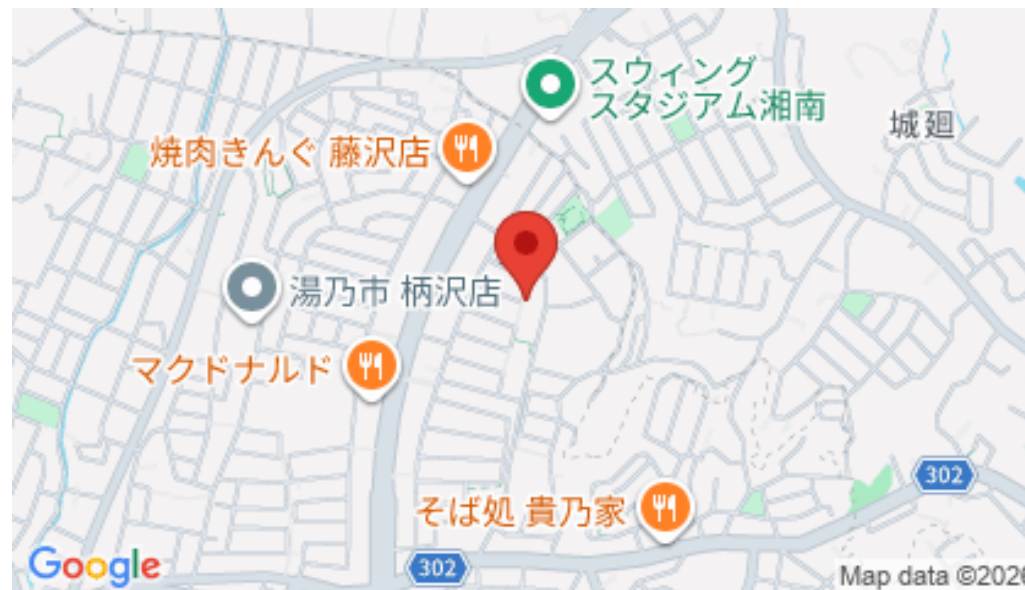 スウィング
スタジアム湘南
城廻
焼肉きんぐ 藤沢店
湯乃市 柄沢店
マクドナルド
302
そば処 貴乃家
302
Google
Map data ©2026